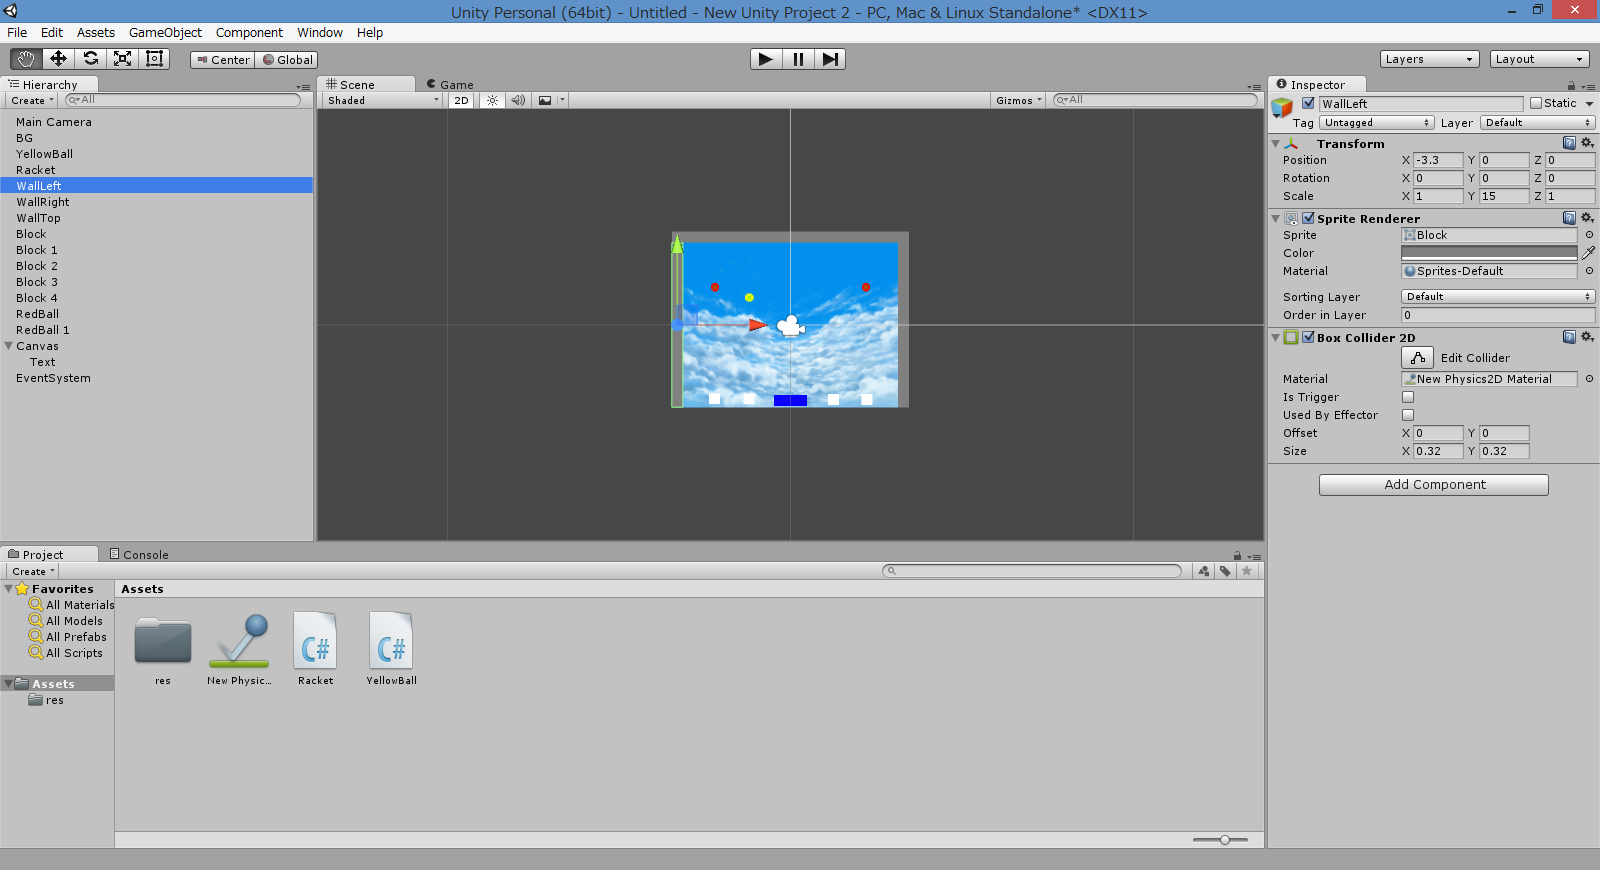 Unity Personal (64bit) - Untitled - New Unity Project 2 - PC, Mac & Linux Standalone* <DX11>
File Edit Assets GameObject Component Window Help
Center Global Layers Layout
Hierarchy
Create All
Main Camera
BG
YellowBall
Racket
WallLeft
WallRight
WallTop
Block
Block 1
Block 2
Block 3
Block 4
RedBall
RedBall 1
Canvas
Text
EventSystem
Scene Game
Shaded 2D Gizmos All
Inspector
WallLeft Static
Tag Untagged Layer Default
Transform
Position X -3.3 Y 0 Z 0
Rotation X 0 Y 0 Z 0
Scale X 1 Y 15 Z 1
Sprite Renderer
Sprite Block
Color
Material Sprites-Default
Sorting Layer Default
Order in Layer 0
Box Collider 2D
Edit Collider
Material New Physics2D Material
Is Trigger
Used By Effector
Offset X 0 Y 0
Size X 0.32 Y 0.32
Add Component
Project Console
Create
Favorites
All Materials
All Models
All Prefabs
All Scripts
Assets
res
Assets
C# C#
res New Physic... Racket YellowBall